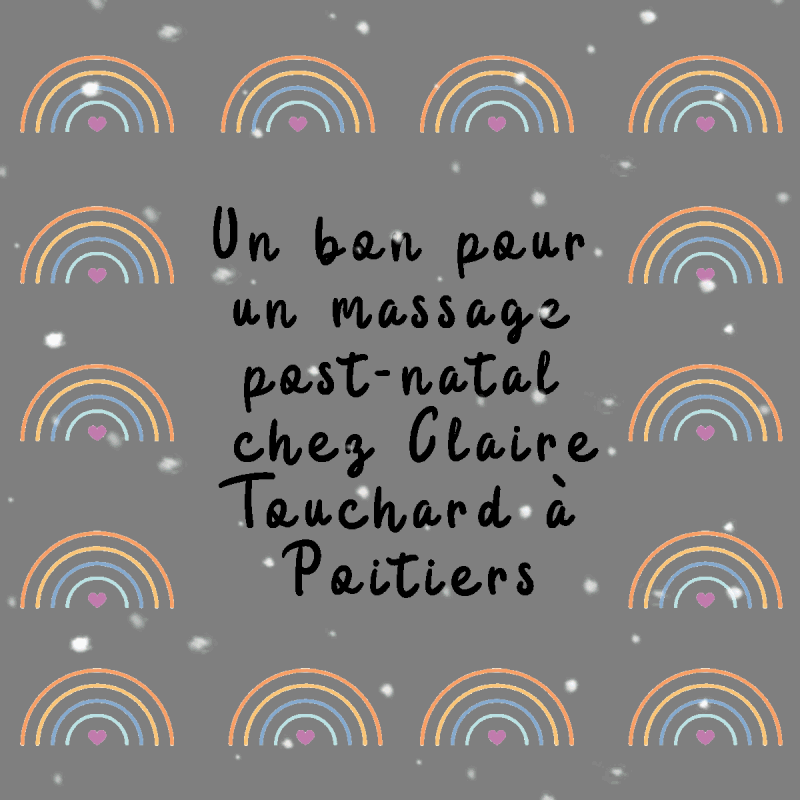 Un bon pour
un massage
post-natal
chez Claire
Touchard à
Poitiers